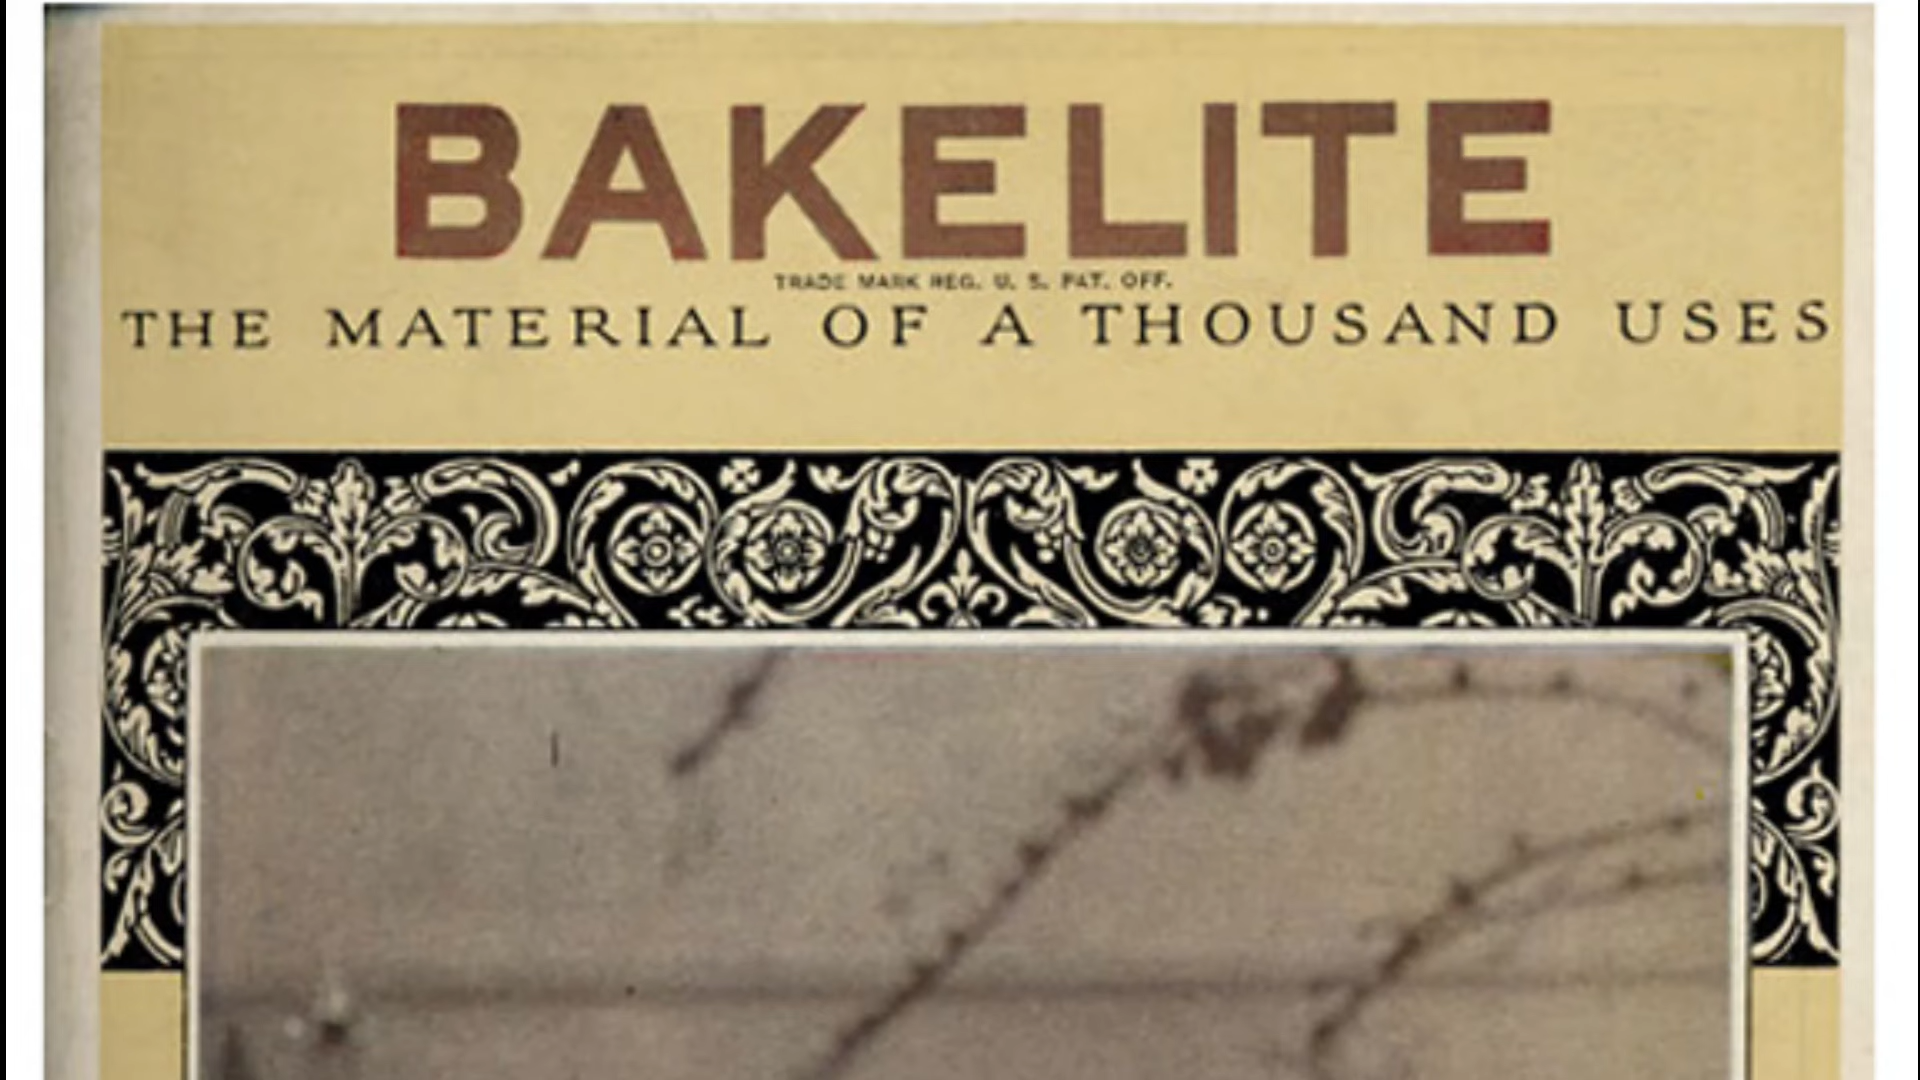 BAKELITE
TRADE MARK REG. U. S. PAT. OFF.
THE MATERIAL OF A THOUSAND USES